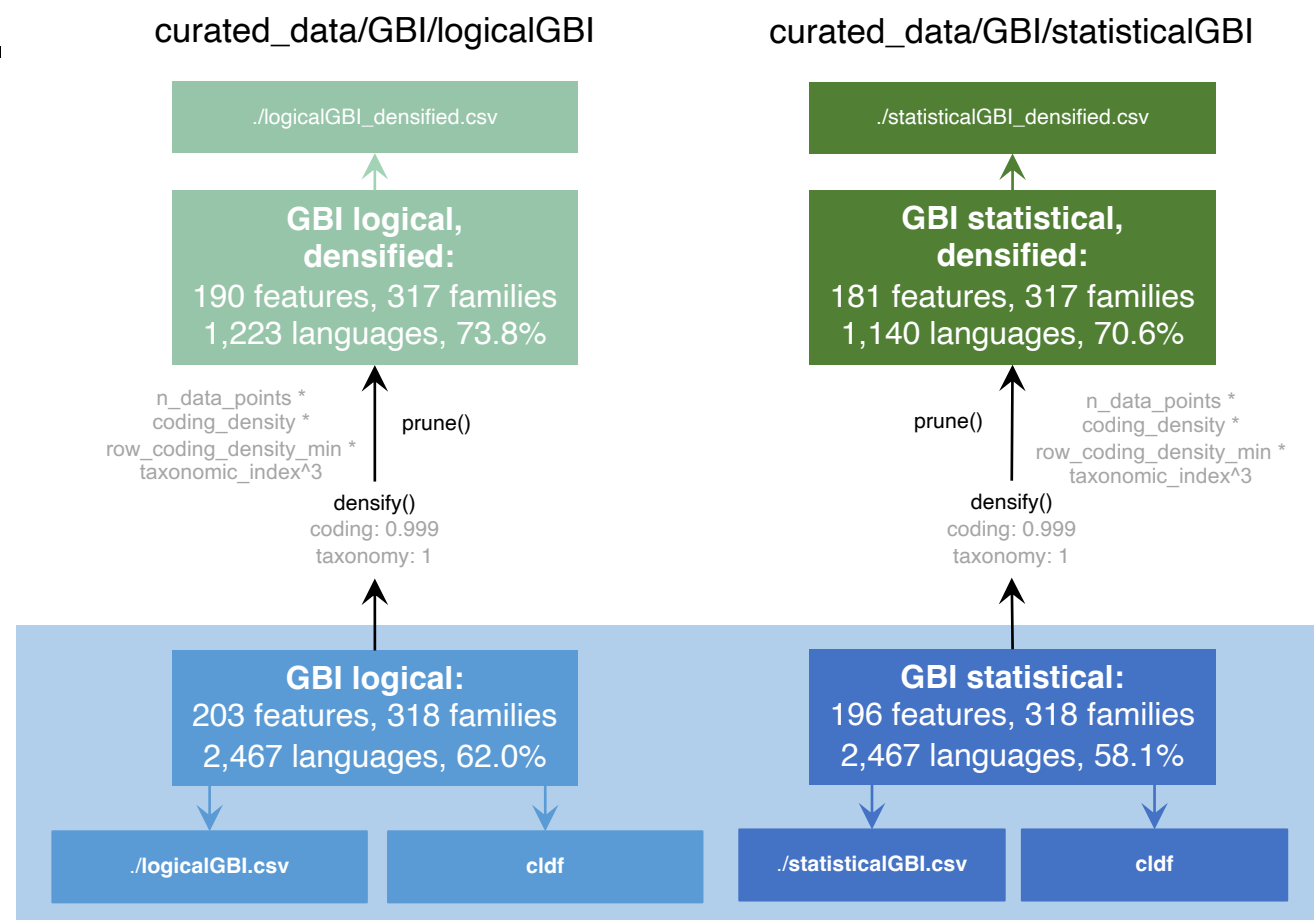 curated_data/GBI/logicalGBI
./logicalGBI_densified.csv
GBI logical,
densified:
190 features, 317 families
1,223 languages, 73.8%
n_data_points *
coding_density *
row_coding_density_min *
taxonomic_index^3
prune()
densify()
coding: 0.999
taxonomy: 1
GBI logical:
203 features, 318 families
2,467 languages, 62.0%
./logicalGBI.csv
cldf
curated_data/GBI/statisticalGBI
./statisticalGBI_densified.csv
GBI statistical,
densified:
181 features, 317 families
1,140 languages, 70.6%
prune()
n_data_points *
coding_density *
row_coding_density_min *
taxonomic_index^3
densify()
coding: 0.999
taxonomy: 1
GBI statistical:
196 features, 318 families
2,467 languages, 58.1%
./statisticalGBI.csv
cldf